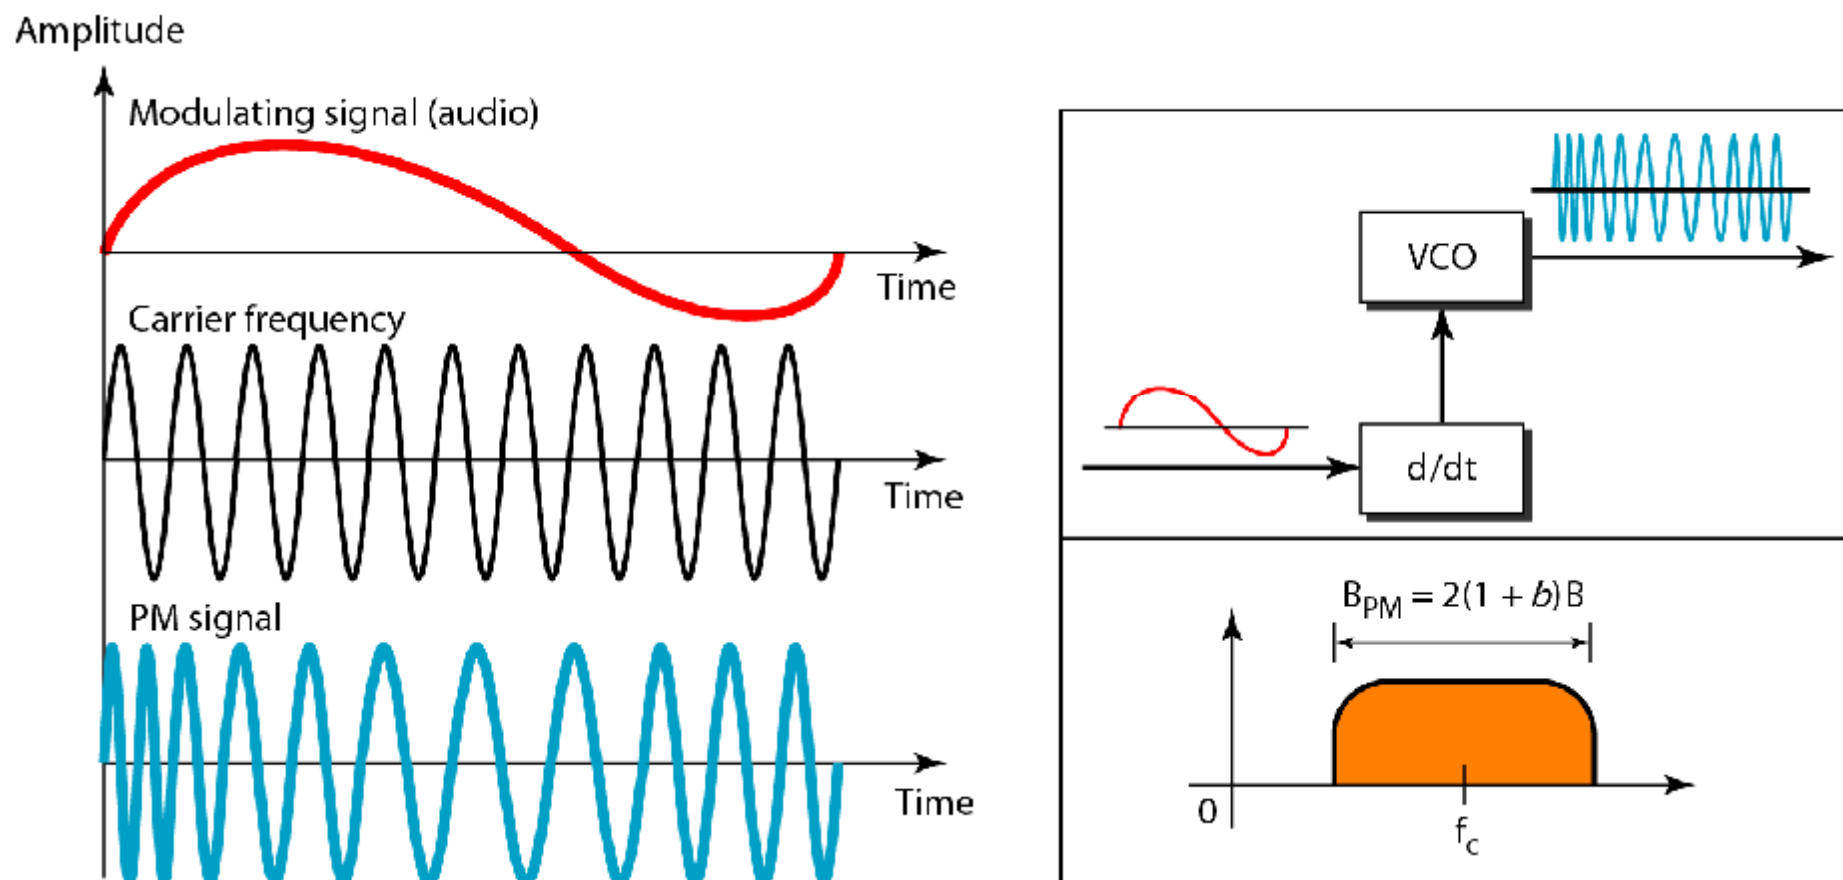 Amplitude
Modulating signal (audio)
Time
Carrier frequency
Time
PM signal
Time
VCO
d/dt
B_PM = 2(1 + b)B
0
f_c